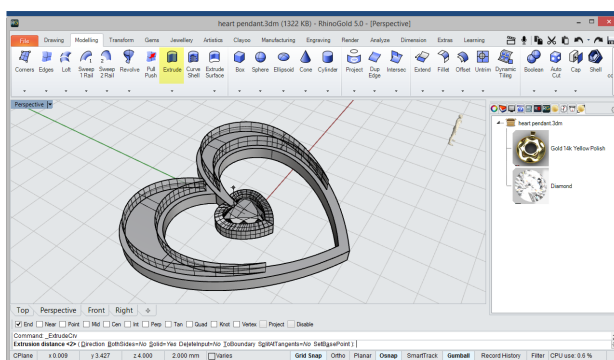 heart pendant.3dm (1322 KB) - RhinoGold 5.0 - [Perspective]
File Drawing Modelling Transform Gems Jewellery Artistics Clayoo Manufacturing Engraving Render Analyze Dimension Extras Learning
Corners Edges Loft Sweep 1 Rail Sweep 2 Rails Revolve Pull Push Extrude Curve Shell Extrude Surface Box Sphere Ellipsoid Cone Cylinder Project Dup Edge Intersec Extend Fillet Offset Untrim Dynamic Tiling Boolean Auto Cut Cap Shell
Perspective
heart pendant.3dm
Gold 14k Yellow Polish
Diamond
Top Perspective Front Right
End Near Point Mid Cen Int Perp Tan Quad Knot Vertex Project Disable
Command: _ExtrudeCrv
Extrusion distance <2> ( Direction BothSides=No Solid=Yes DeleteInput=No ToBoundary SplitAtTangents=No SetBasePoint ):
CPlane x 0.009 y 3.427 z 4.000 2.000 mm Varies Grid Snap Ortho Planar Osnap SmartTrack Gumball Record History Filter CPU use: 0.6 %